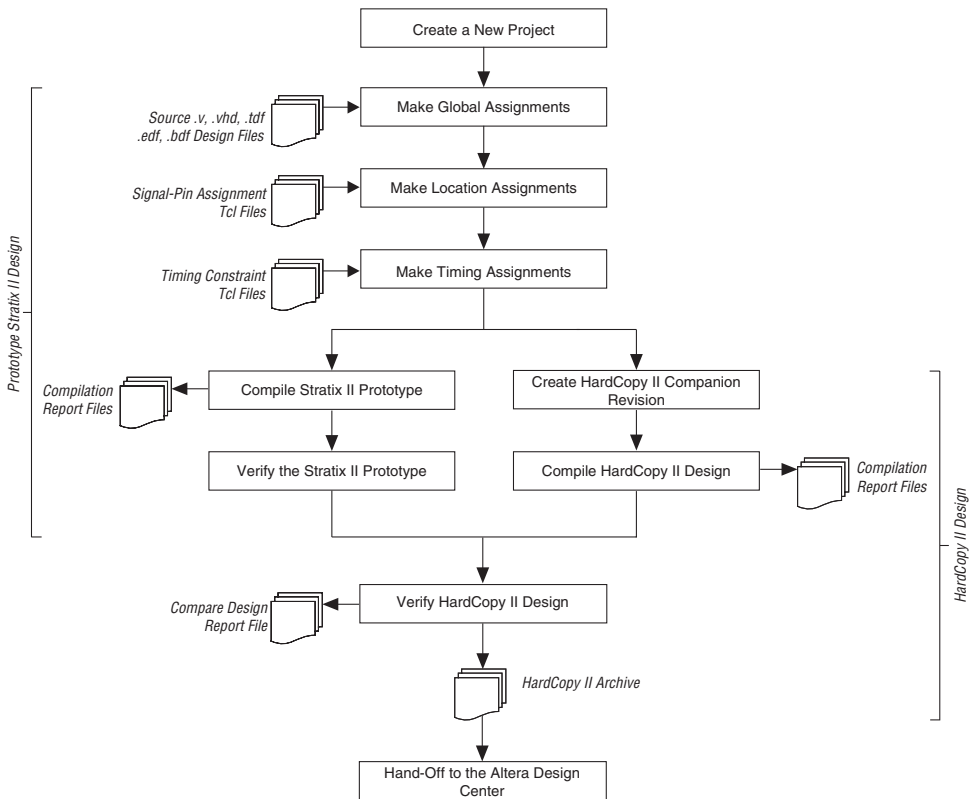 Create a New Project
Make Global Assignments
Source .v, .vhd, .tdf
.edf, .bdf Design Files
Make Location Assignments
Signal-Pin Assignment
Tcl Files
Make Timing Assignments
Timing Constraint
Tcl Files
Prototype Stratix II Design
Compile Stratix II Prototype
Compilation
Report Files
Create HardCopy II Companion
Revision
Verify the Stratix II Prototype
Compile HardCopy II Design
Compilation
Report Files
HardCopy II Design
Verify HardCopy II Design
Compare Design
Report File
HardCopy II Archive
Hand-Off to the Altera Design
Center